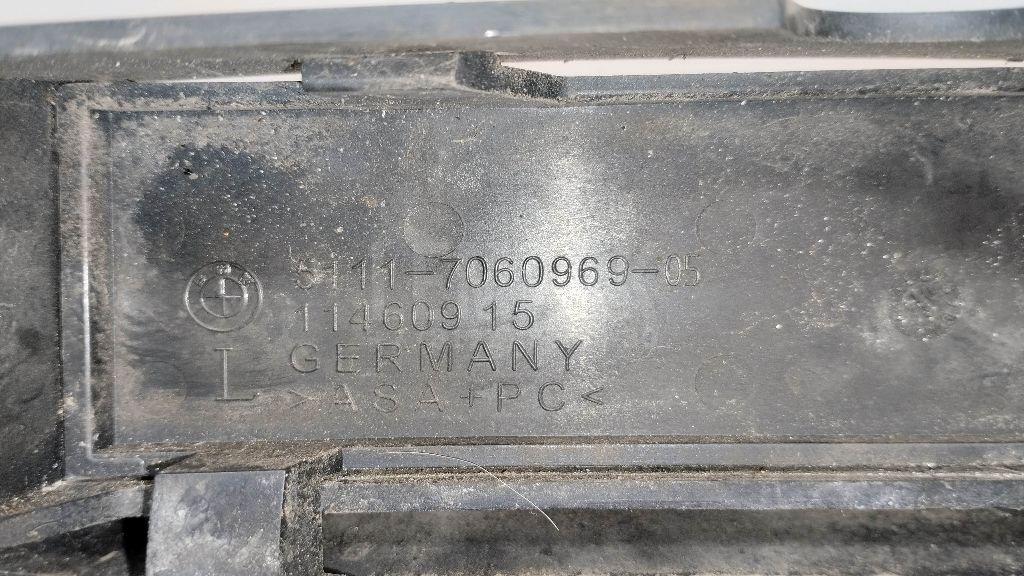 5111-7060969-05
114609 15
L
GERMANY
>ASA+PC<